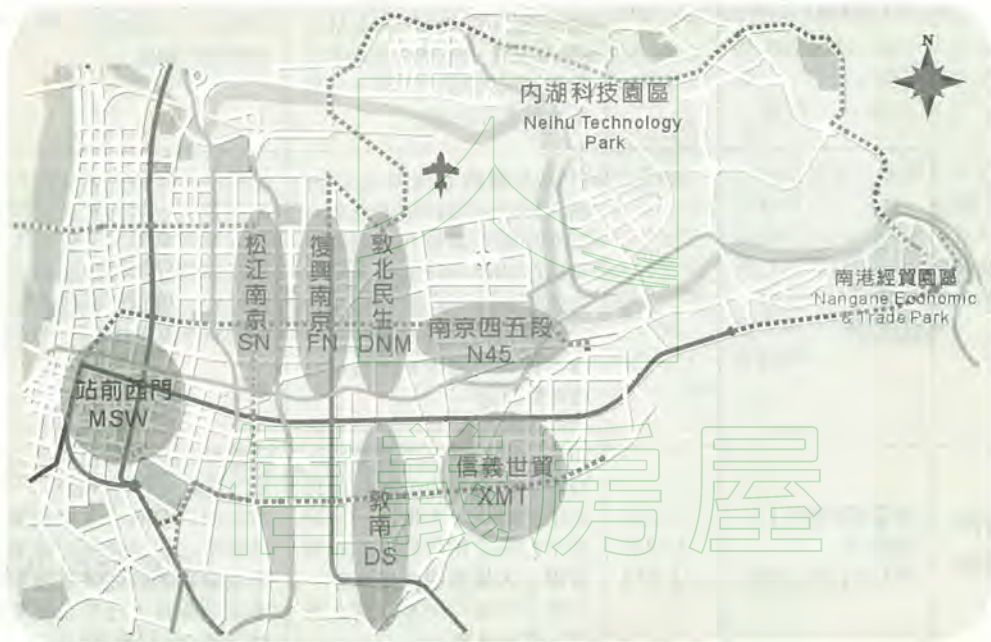 N
内湖科技園區
Neihu Technology
Park
松江南京
SN
復興南京
FN
敦北民生
DNM
南京四五段
N45
南港經貿園區
Nangane Economic
& Trade Park
站前西門
MSW
信義世貿
XMT
敦南
DS
信義房屋